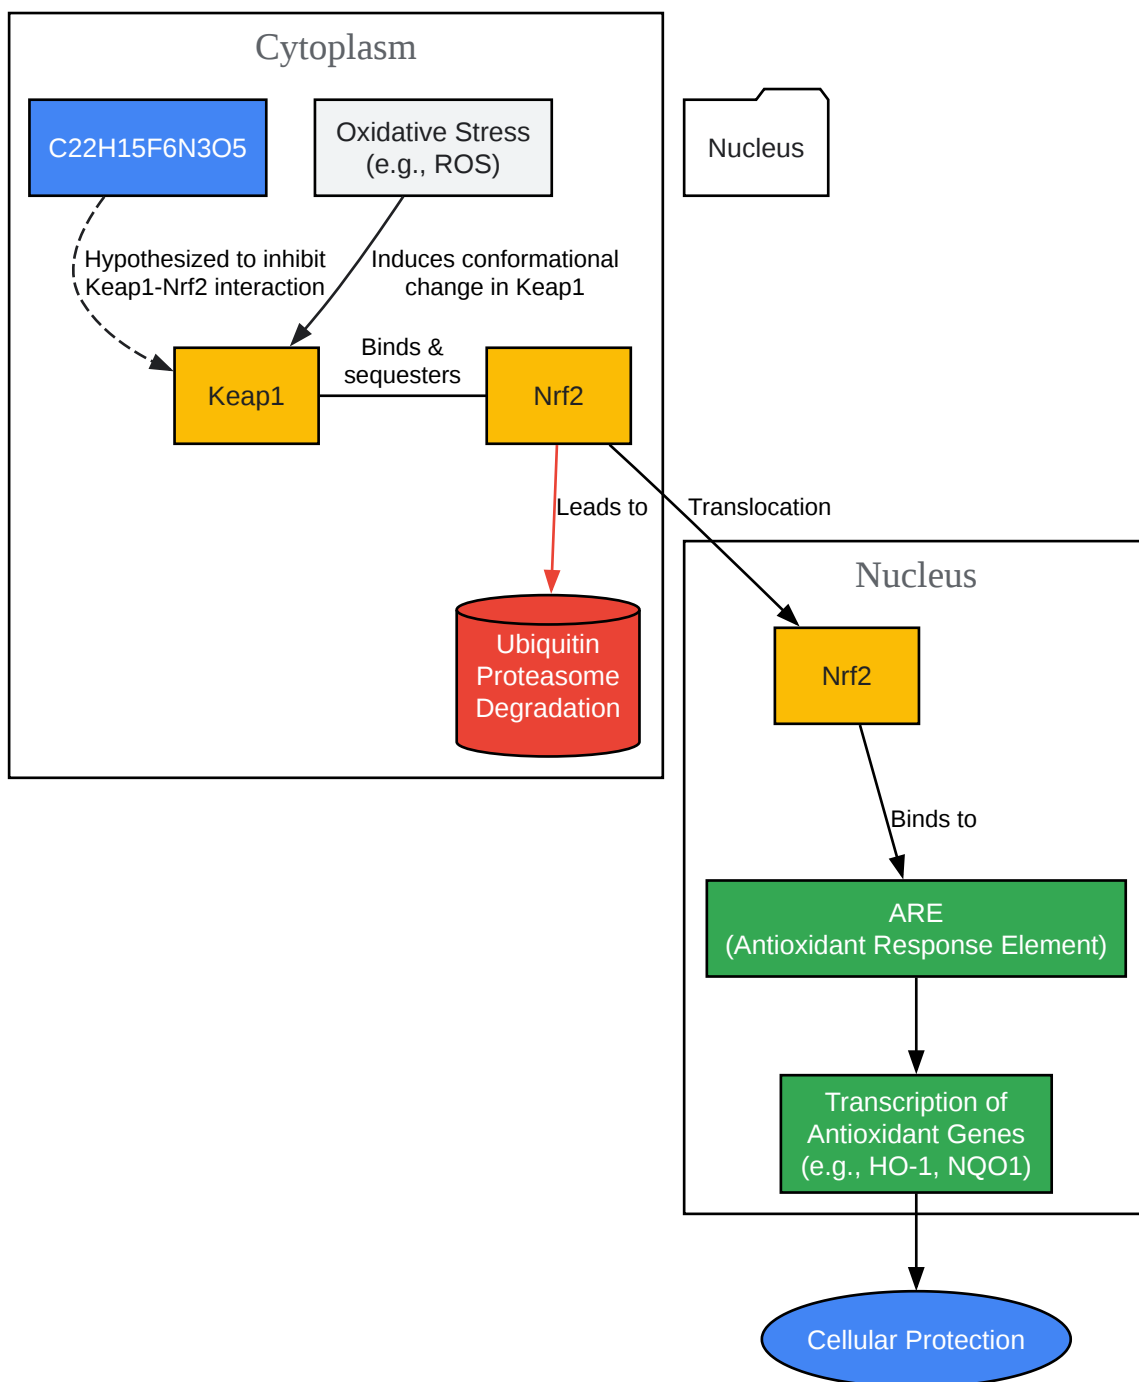 Cytoplasm
C22H15F6N3O5
Oxidative Stress
(e.g., ROS)
Nucleus
Hypothesized to inhibit
Keap1-Nrf2 interaction
Induces conformational
change in Keap1
Keap1
Binds &
sequesters
Nrf2
Leads to
Translocation
Ubiquitin
Proteasome
Degradation
Nucleus
Nrf2
Binds to
ARE
(Antioxidant Response Element)
Transcription of
Antioxidant Genes
(e.g., HO-1, NQO1)
Cellular Protection